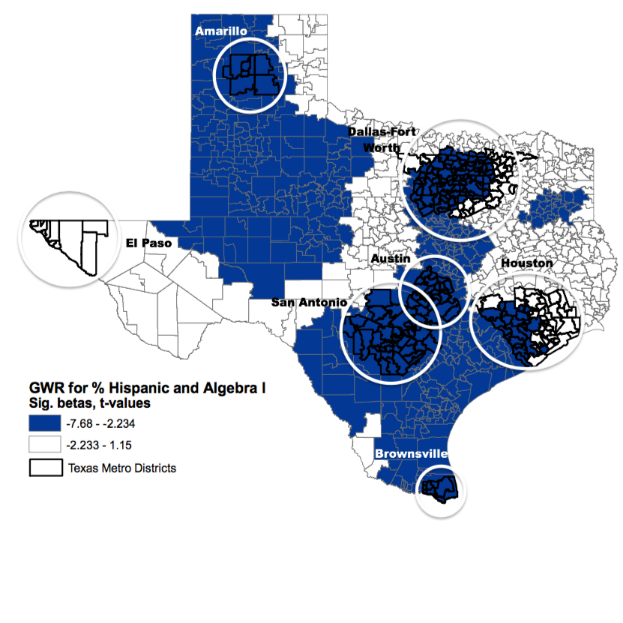 Amarillo
Dallas-Fort
Worth
El Paso
Austin
Houston
San Antonio
GWR for % Hispanic and Algebra I
Sig. betas, t-values
-7.68 - -2.234
-2.233 - 1.15
Texas Metro Districts
Brownsville